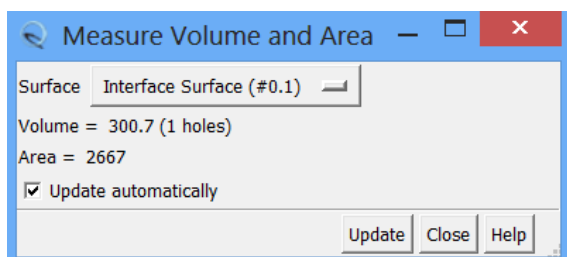 Measure Volume and Area
Surface Interface Surface (#0.1)
Volume = 300.7 (1 holes)
Area = 2667
Update automatically
Update Close Help